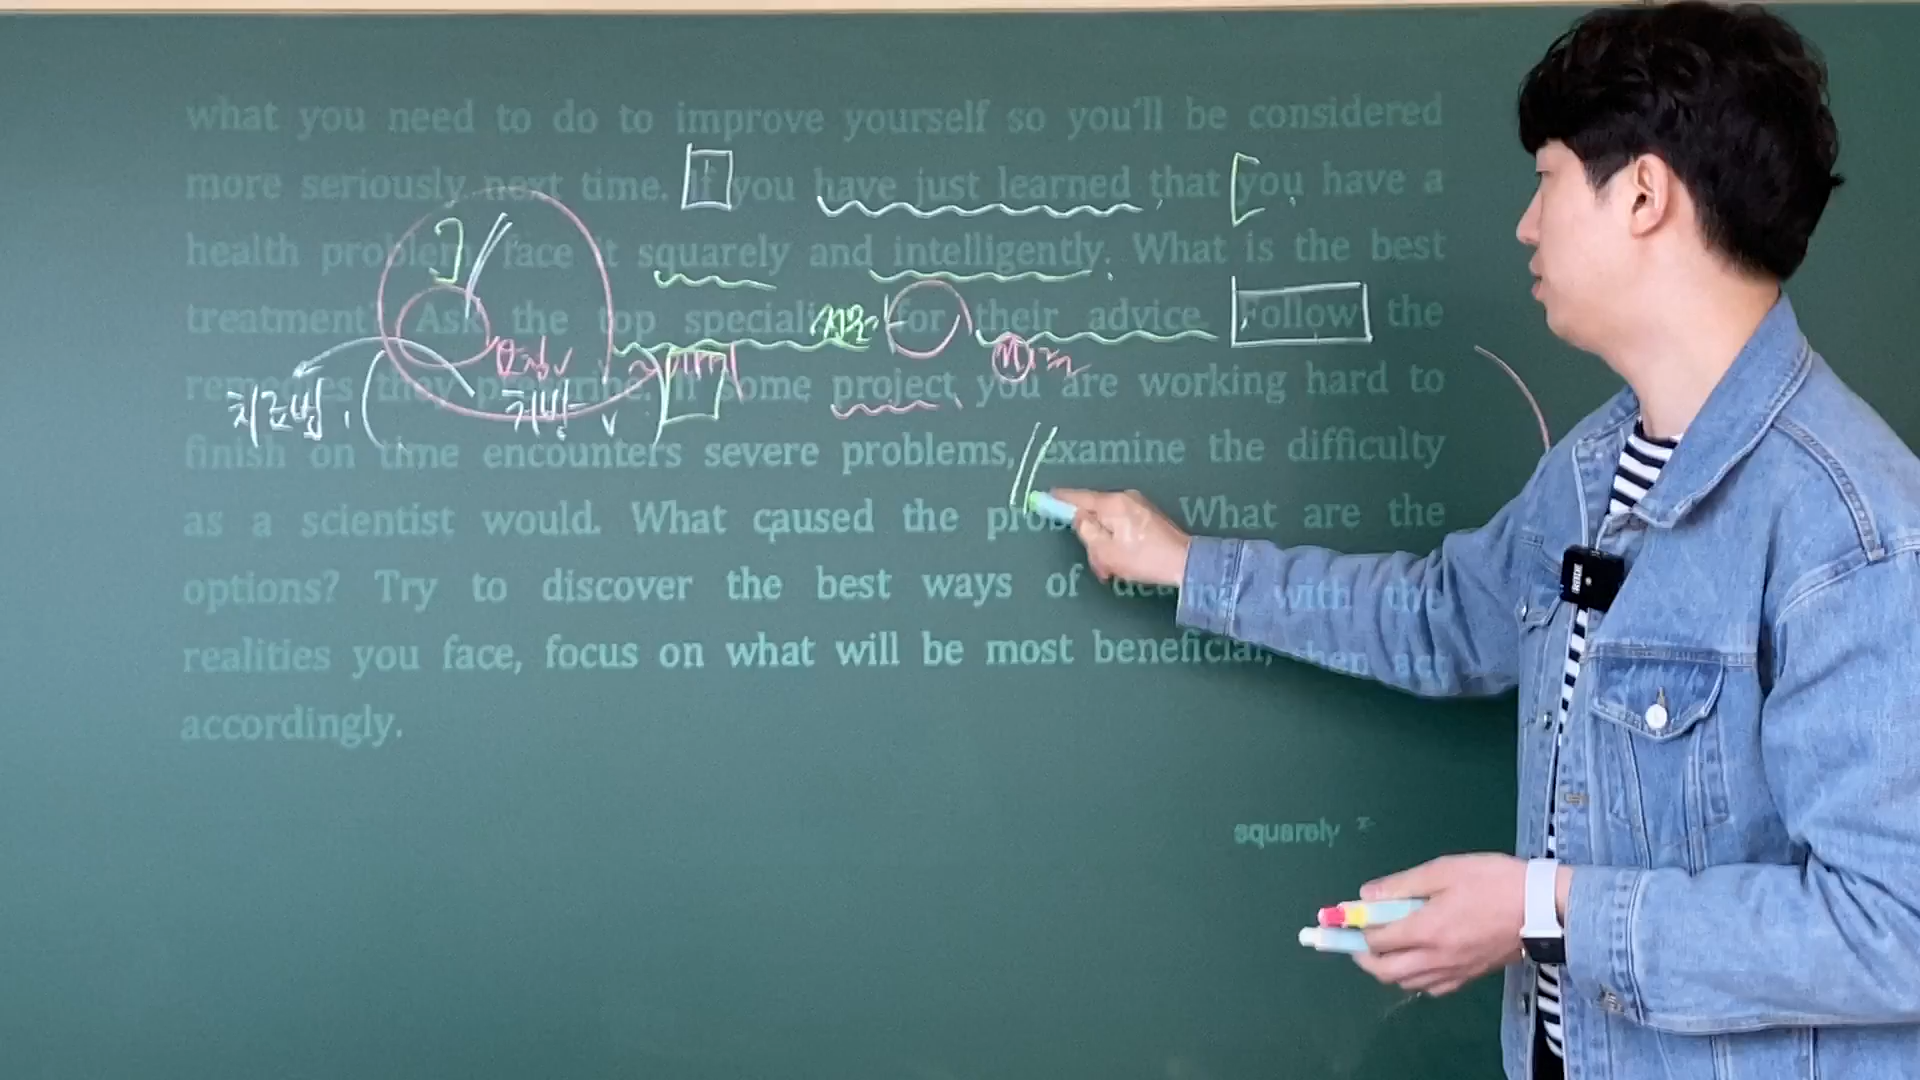 what you need to do to improve yourself so you'll be considered
more seriously next time. If you have just learned that you have a
health problem, face it squarely and intelligently. What is the best
treatment? Ask the top specialists for their advice. Follow the
remedies they prescribe. If some project you are working hard to
치료법,
처방
finish on time encounters severe problems, examine the difficulty
as a scientist would. What caused the problem? What are the
options? Try to discover the best ways of dealing with the
realities you face, focus on what will be most beneficial, then act
accordingly.
squarely =
RODE